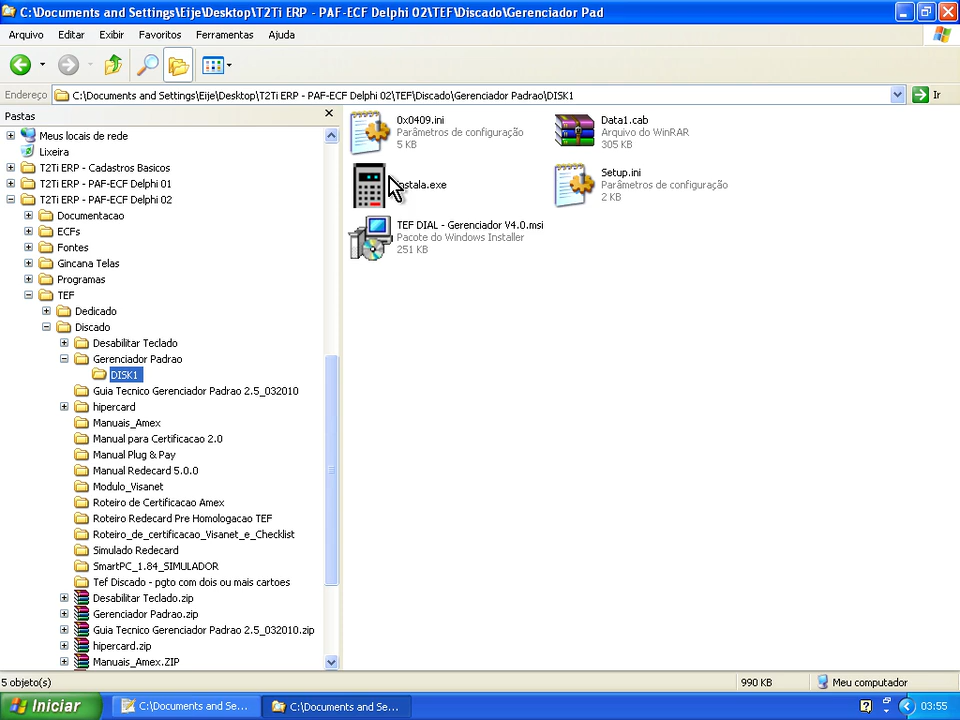 C:\Documents and Settings\Eije\Desktop\T2Ti ERP - PAF-ECF Delphi 02\TEF\Discado\Gerenciador Pad
Arquivo Editar Exibir Favoritos Ferramentas Ajuda
Endereço C:\Documents and Settings\Eije\Desktop\T2Ti ERP - PAF-ECF Delphi 02\TEF\Discado\Gerenciador Padrao\DISK1 Ir
Pastas
Meus locais de rede
Lixeira
T2Ti ERP - Cadastros Basicos
T2Ti ERP - PAF-ECF Delphi 01
T2Ti ERP - PAF-ECF Delphi 02
Documentacao
ECFs
Fontes
Gincana Telas
Programas
TEF
Dedicado
Discado
Desabilitar Teclado
Gerenciador Padrao
DISK1
Guia Tecnico Gerenciador Padrao 2.5_032010
hipercard
Manuais_Amex
Manual para Certificacao 2.0
Manual Plug & Pay
Manual Redecard 5.0.0
Modulo_Visanet
Roteiro de Certificacao Amex
Roteiro Redecard Pre Homologacao TEF
Roteiro_de_certificacao_Visanet_e_Checklist
Simulado Redecard
SmartPC_1.84_SIMULADOR
Tef Discado - pgto com dois ou mais cartoes
Desabilitar Teclado.zip
Gerenciador Padrao.zip
Guia Tecnico Gerenciador Padrao 2.5_032010.zip
hipercard.zip
Manuais_Amex.ZIP
0x0409.ini
Parâmetros de configuração
5 KB
Data1.cab
Arquivo do WinRAR
305 KB
nstala.exe
Setup.ini
Parâmetros de configuração
2 KB
TEF DIAL - Gerenciador V4.0.msi
Pacote do Windows Installer
251 KB
5 objeto(s) 990 KB Meu computador
Iniciar C:\Documents and Se... C:\Documents and Se... 03:55